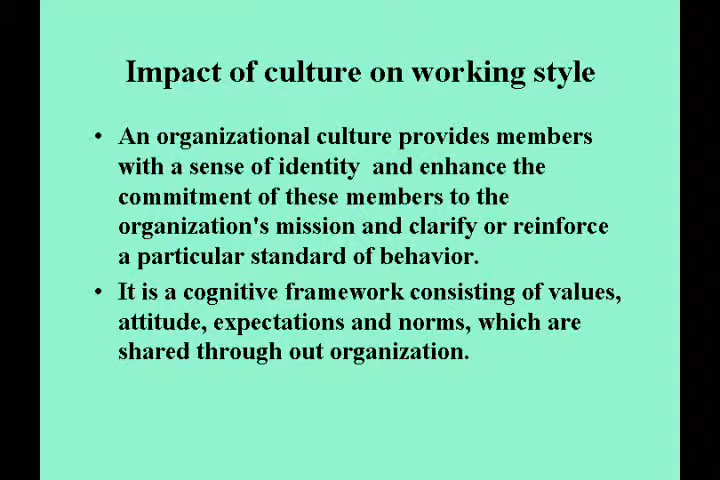 Impact of culture on working style
• An organizational culture provides members
with a sense of identity  and enhance the
commitment of these members to the
organization's mission and clarify or reinforce
a particular standard of behavior.
• It is a cognitive framework consisting of values,
attitude, expectations and norms, which are
shared through out organization.